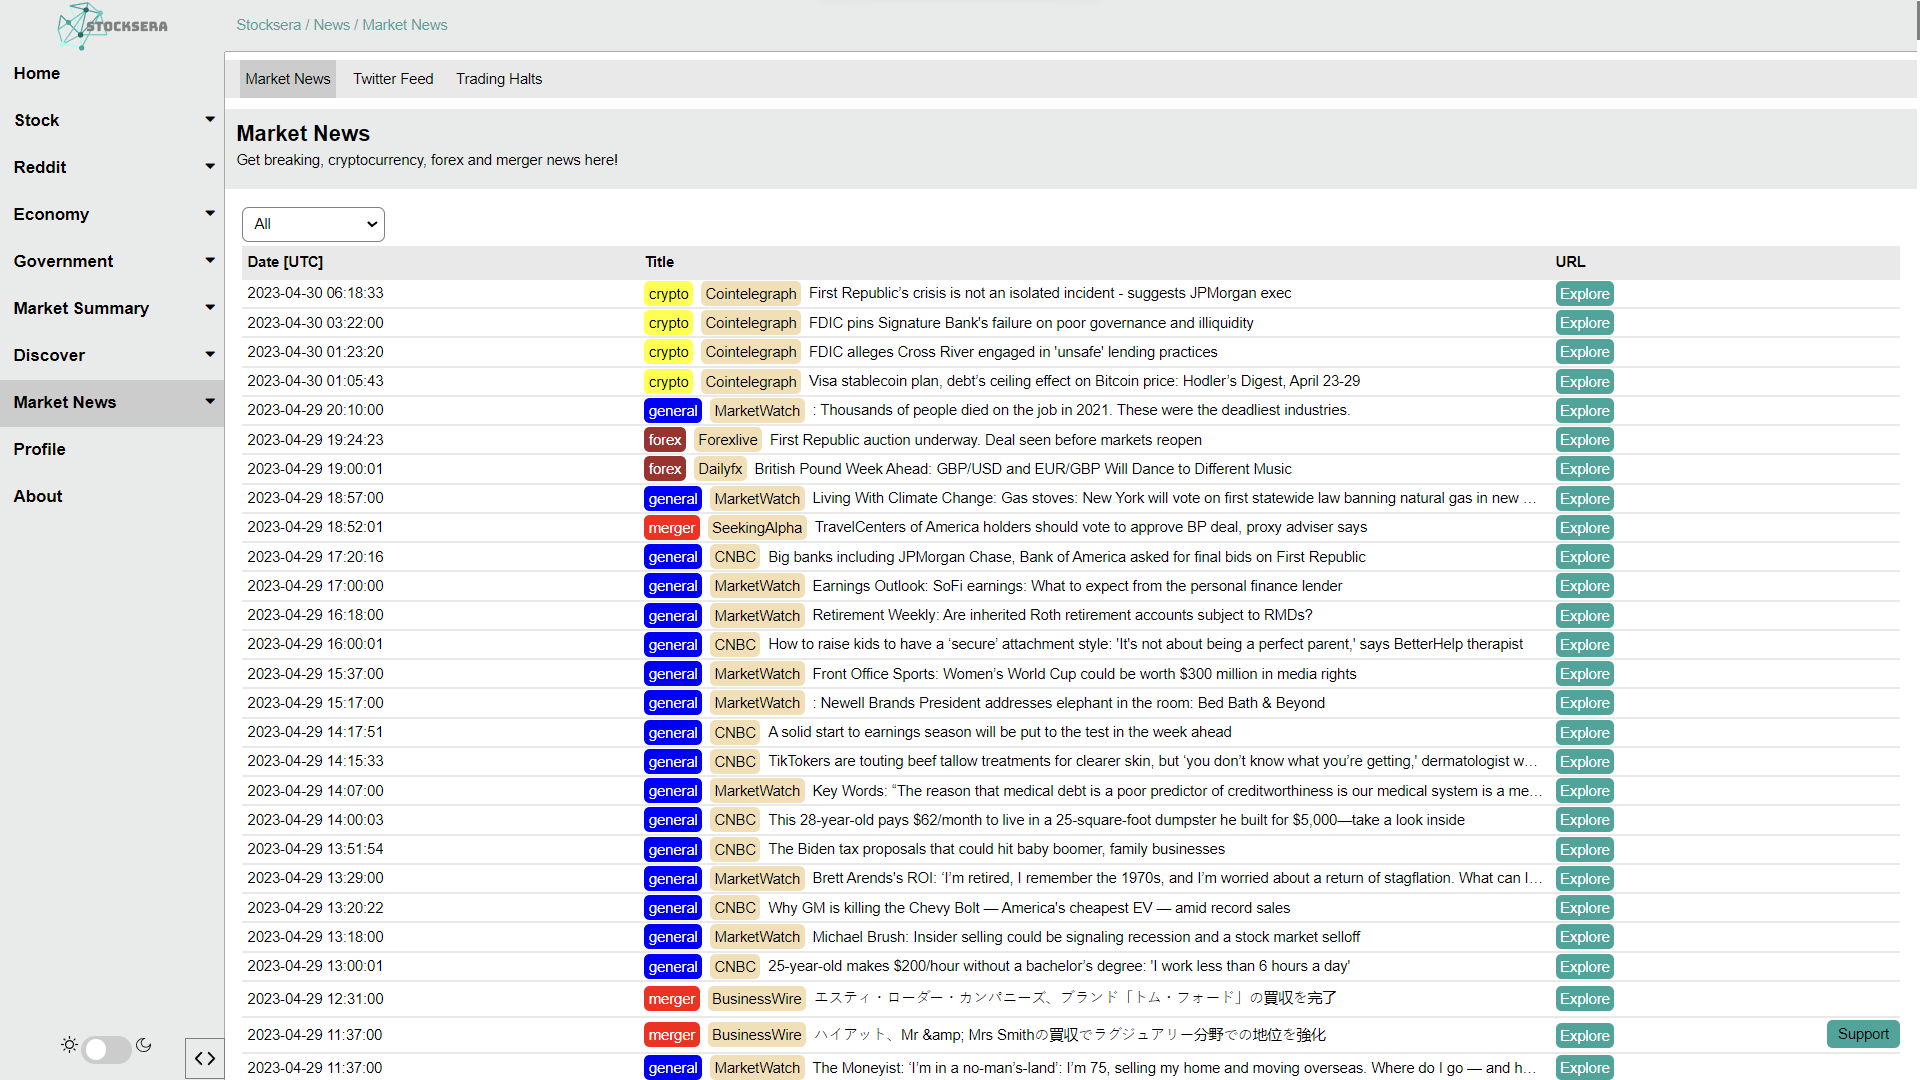 STOCKSERA
Stocksera / News / Market News
Home
Stock
Reddit
Economy
Government
Market Summary
Discover
Market News
Profile
About
Market News Twitter Feed Trading Halts
Market News
Get breaking, cryptocurrency, forex and merger news here!
All
Date [UTC] Title URL
2023-04-30 06:18:33 crypto Cointelegraph First Republic’s crisis is not an isolated incident - suggests JPMorgan exec Explore
2023-04-30 03:22:00 crypto Cointelegraph FDIC pins Signature Bank's failure on poor governance and illiquidity Explore
2023-04-30 01:23:20 crypto Cointelegraph FDIC alleges Cross River engaged in 'unsafe' lending practices Explore
2023-04-30 01:05:43 crypto Cointelegraph Visa stablecoin plan, debt’s ceiling effect on Bitcoin price: Hodler’s Digest, April 23-29 Explore
2023-04-29 20:10:00 general MarketWatch : Thousands of people died on the job in 2021. These were the deadliest industries. Explore
2023-04-29 19:24:23 forex Forexlive First Republic auction underway. Deal seen before markets reopen Explore
2023-04-29 19:00:01 forex Dailyfx British Pound Week Ahead: GBP/USD and EUR/GBP Will Dance to Different Music Explore
2023-04-29 18:57:00 general MarketWatch Living With Climate Change: Gas stoves: New York will vote on first statewide law banning natural gas in new … Explore
2023-04-29 18:52:01 merger SeekingAlpha TravelCenters of America holders should vote to approve BP deal, proxy adviser says Explore
2023-04-29 17:20:16 general CNBC Big banks including JPMorgan Chase, Bank of America asked for final bids on First Republic Explore
2023-04-29 17:00:00 general MarketWatch Earnings Outlook: SoFi earnings: What to expect from the personal finance lender Explore
2023-04-29 16:18:00 general MarketWatch Retirement Weekly: Are inherited Roth retirement accounts subject to RMDs? Explore
2023-04-29 16:00:01 general CNBC How to raise kids to have a ‘secure’ attachment style: 'It's not about being a perfect parent,' says BetterHelp therapist Explore
2023-04-29 15:37:00 general MarketWatch Front Office Sports: Women’s World Cup could be worth $300 million in media rights Explore
2023-04-29 15:17:00 general MarketWatch : Newell Brands President addresses elephant in the room: Bed Bath & Beyond Explore
2023-04-29 14:17:51 general CNBC A solid start to earnings season will be put to the test in the week ahead Explore
2023-04-29 14:15:33 general CNBC TikTokers are touting beef tallow treatments for clearer skin, but ‘you don’t know what you’re getting,' dermatologist w… Explore
2023-04-29 14:07:00 general MarketWatch Key Words: “The reason that medical debt is a poor predictor of creditworthiness is our medical system is a me… Explore
2023-04-29 14:00:03 general CNBC This 28-year-old pays $62/month to live in a 25-square-foot dumpster he built for $5,000—take a look inside Explore
2023-04-29 13:51:54 general CNBC The Biden tax proposals that could hit baby boomer, family businesses Explore
2023-04-29 13:29:00 general MarketWatch Brett Arends's ROI: ‘I’m retired, I remember the 1970s, and I’m worried about a return of stagflation. What can I… Explore
2023-04-29 13:20:22 general CNBC Why GM is killing the Chevy Bolt — America's cheapest EV — amid record sales Explore
2023-04-29 13:18:00 general MarketWatch Michael Brush: Insider selling could be signaling recession and a stock market selloff Explore
2023-04-29 13:00:01 general CNBC 25-year-old makes $200/hour without a bachelor’s degree: 'I work less than 6 hours a day' Explore
2023-04-29 12:31:00 merger BusinessWire エスティ・ローダー・カンパニーズ、ブランド「トム・フォード」の買収を完了 Explore
2023-04-29 11:37:00 merger BusinessWire ハイアット、Mr &amp; Mrs Smithの買収でラグジュアリー分野での地位を強化 Explore
2023-04-29 11:37:00 general MarketWatch The Moneyist: ‘I’m in a no-man’s-land’: I’m 75, selling my home and moving overseas. Where do I go — and h… Explore
Support